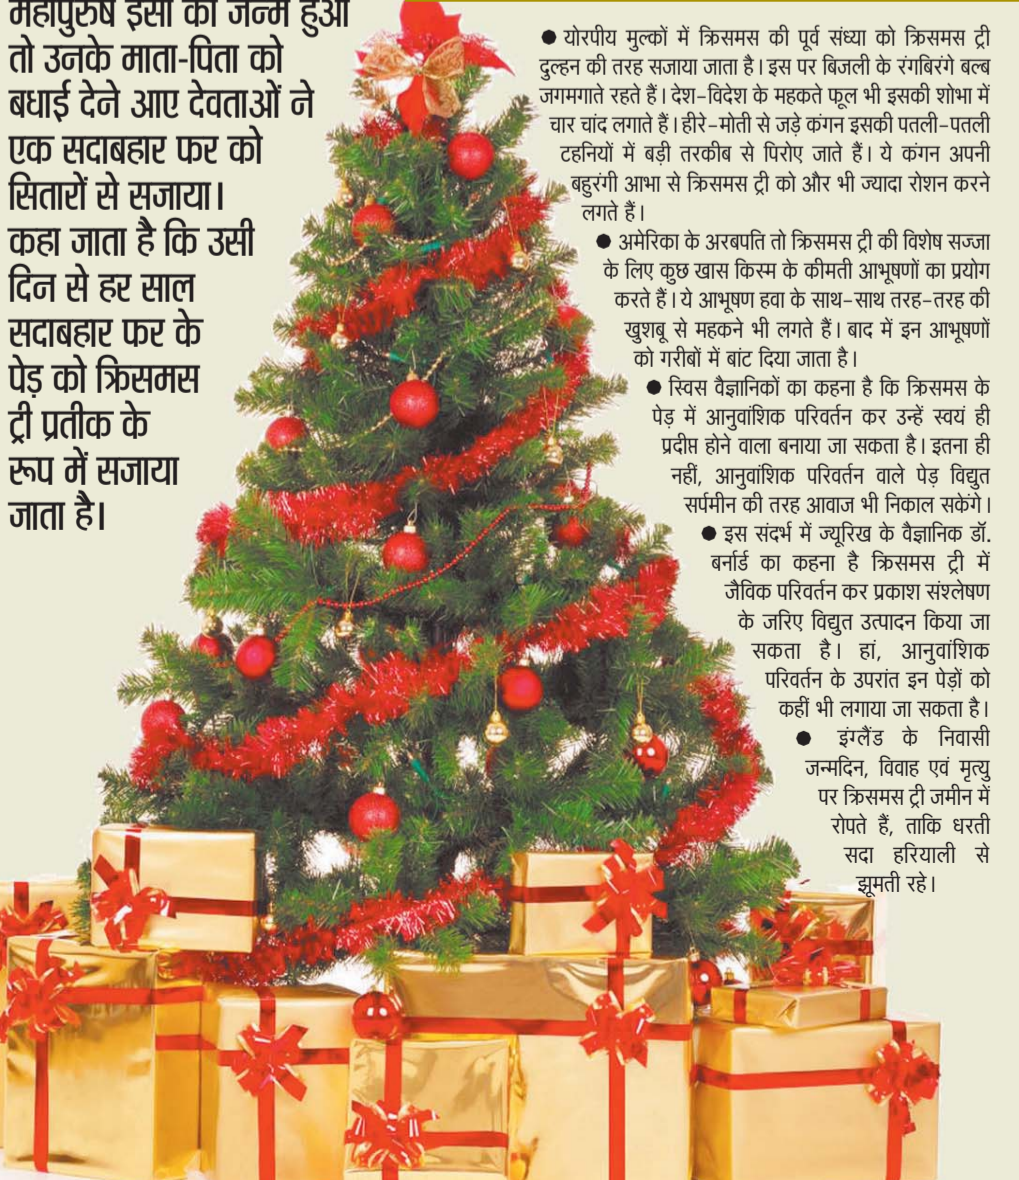 महापुरुष ईसा का जन्म हुआ
तो उनके माता-पिता को
बधाई देने आए देवताओं ने
एक सदाबहार फर को
सितारों से सजाया।
कहा जाता है कि उसी
दिन से हर साल
सदाबहार फर के
पेड़ को क्रिसमस
ट्री प्रतीक के
रूप में सजाया
जाता है।
● योरपीय मुल्कों में क्रिसमस की पूर्व संध्या को क्रिसमस ट्री
दुल्हन की तरह सजाया जाता है। इस पर बिजली के रंगबिरंगे बल्ब
जगमगाते रहते हैं। देश-विदेश के महकते फूल भी इसकी शोभा में
चार चांद लगाते हैं। हीरे-मोती से जड़े कंगन इसकी पतली-पतली
टहनियों में बड़ी तरकीब से पिरोए जाते हैं। ये कंगन अपनी
बहुरंगी आभा से क्रिसमस ट्री को और भी ज्यादा रोशन करने
लगते हैं।
● अमेरिका के अरबपति तो क्रिसमस ट्री की विशेष सज्जा
के लिए कुछ खास किस्म के कीमती आभूषणों का प्रयोग
करते हैं। ये आभूषण हवा के साथ-साथ तरह-तरह की
खुशबू से महकने भी लगते हैं। बाद में इन आभूषणों
को गरीबों में बांट दिया जाता है।
● स्विस वैज्ञानिकों का कहना है कि क्रिसमस के
पेड़ में आनुवांशिक परिवर्तन कर उन्हें स्वयं ही
प्रदीप्त होने वाला बनाया जा सकता है। इतना ही
नहीं, आनुवांशिक परिवर्तन वाले पेड़ विद्युत
सर्पमीन की तरह आवाज भी निकाल सकेंगे।
● इस संदर्भ में ज्यूरिख के वैज्ञानिक डॉ.
बर्नार्ड का कहना है क्रिसमस ट्री में
जैविक परिवर्तन कर प्रकाश संश्लेषण
के जरिए विद्युत उत्पादन किया जा
सकता है। हां, आनुवांशिक
परिवर्तन के उपरांत इन पेड़ों को
कहीं भी लगाया जा सकता है।
● इंग्लैंड के निवासी
जन्मदिन, विवाह एवं मृत्यु
पर क्रिसमस ट्री जमीन में
रोपते हैं, ताकि धरती
सदा हरियाली से
झूमती रहे।